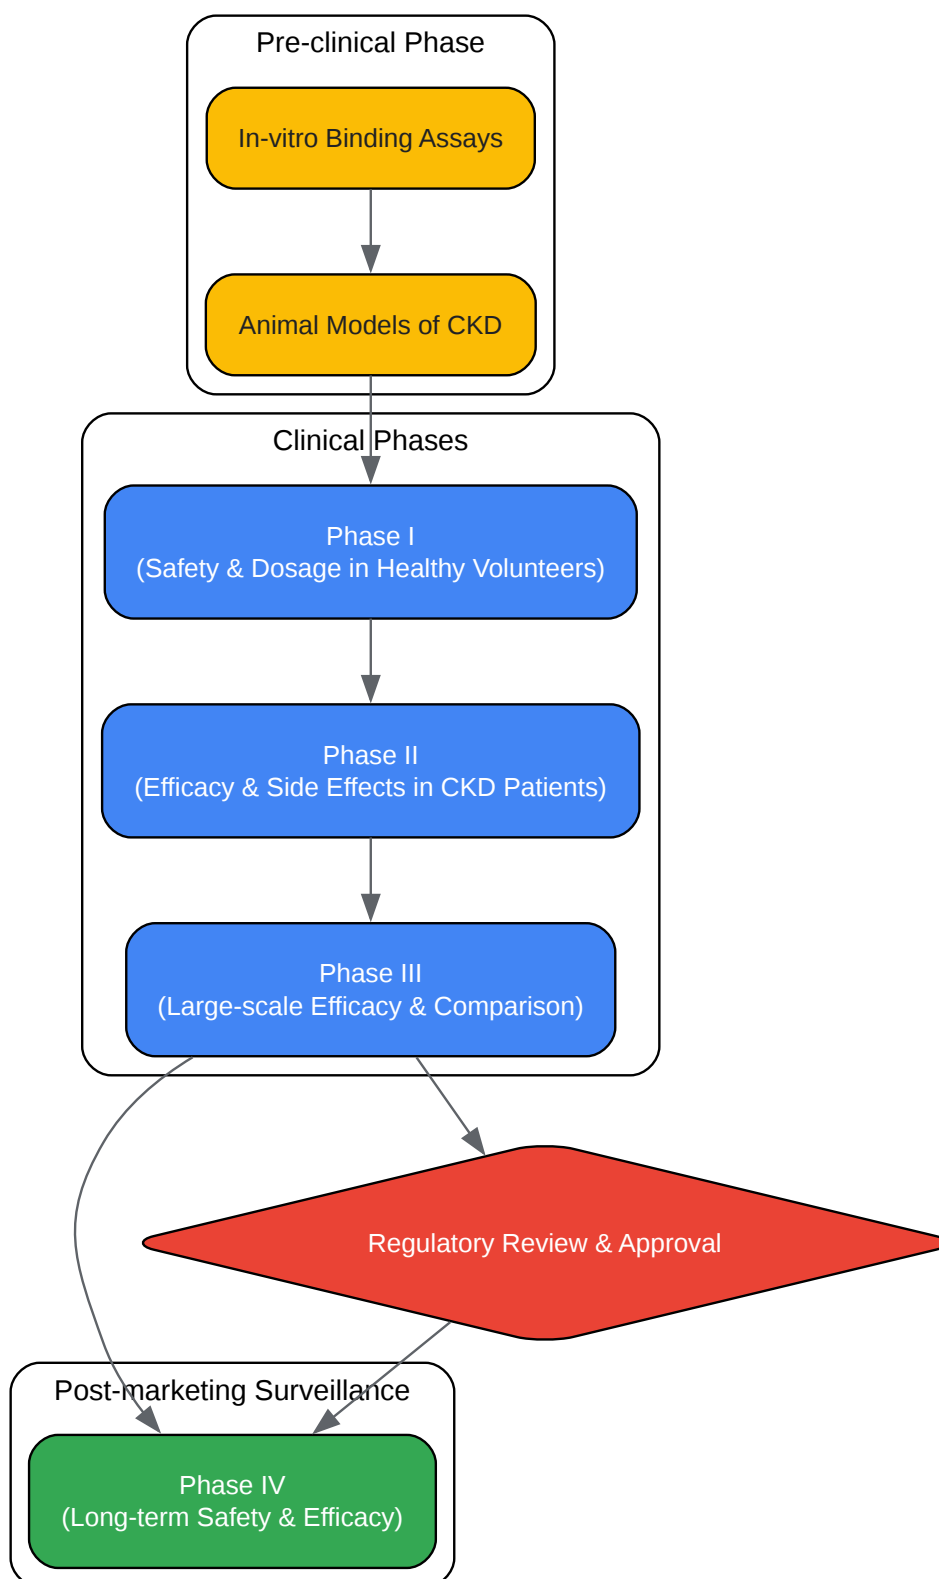 Pre-clinical Phase
In-vitro Binding Assays
Animal Models of CKD
Clinical Phases
Phase I
(Safety & Dosage in Healthy Volunteers)
Phase II
(Efficacy & Side Effects in CKD Patients)
Phase III
(Large-scale Efficacy & Comparison)
Regulatory Review & Approval
Post-marketing Surveillance
Phase IV
(Long-term Safety & Efficacy)